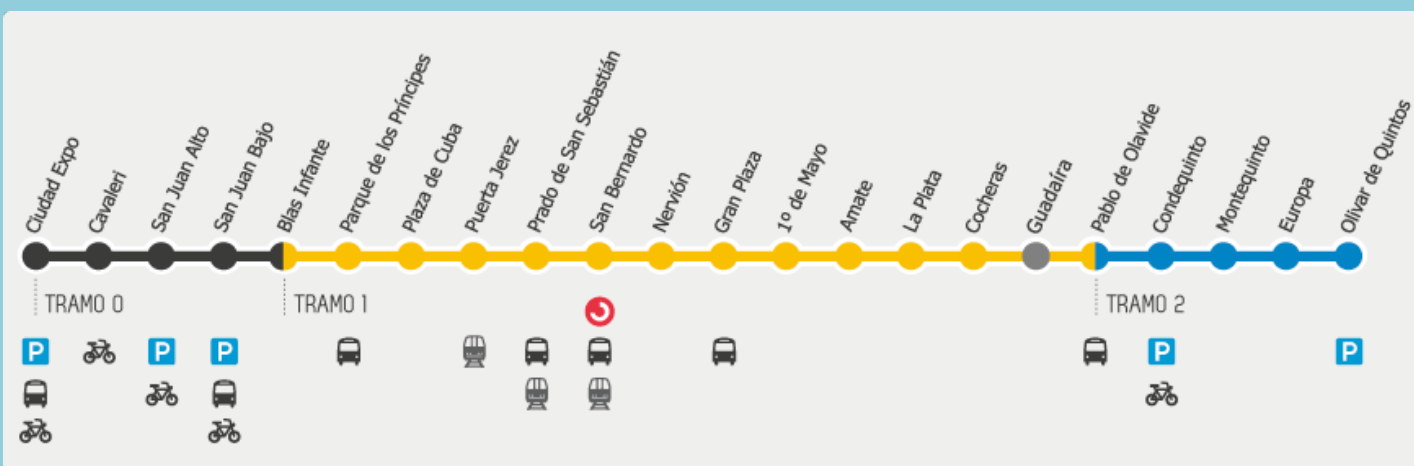 Ciudad Expo
Cavaleri
San Juan Alto
San Juan Bajo
Blas Infante
Parque de los Príncipes
Plaza de Cuba
Puerta Jerez
Prado de San Sebastián
San Bernardo
Nervión
Gran Plaza
1º de Mayo
Amate
La Plata
Cocheras
Guadaíra
Pablo de Olavide
Condequinto
Montequinto
Europa
Olivar de Quintos
TRAMO 0
TRAMO 1
TRAMO 2
P
P
P
P
P